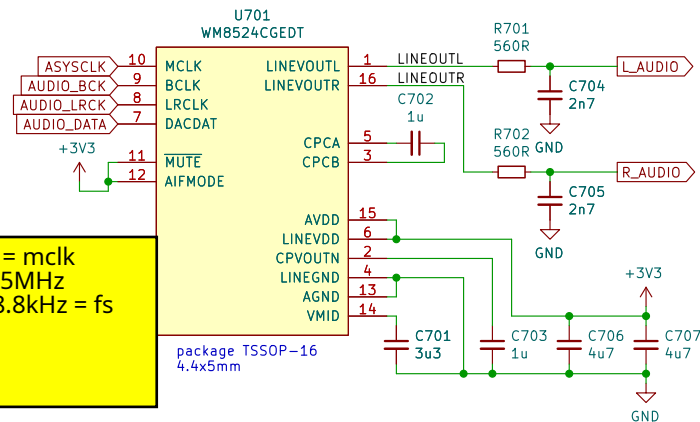 U701
WM8524CGEDT
ASYSCLK
AUDIO_BCK
AUDIO_LRCK
AUDIO_DATA
10
9
8
7
MCLK
BCLK
LRCLK
DACDAT
+3V3
11
12
MUTE
AIFMODE
LINEVOUTL
LINEVOUTR
1
16
LINEOUTL
LINEOUTR
CPCA
CPCB
5
3
C702
1u
R701
560R
L_AUDIO
C704
2n7
GND
R702
560R
R_AUDIO
C705
2n7
GND
AVDD
LINEVDD
CPVOUTN
LINEGND
AGND
VMID
15
6
2
4
13
14
= mclk
5MHz
8.8kHz = fs
package TSSOP-16
4.4x5mm
C701
3u3
C703
1u
C706
4u7
+3V3
C707
4u7
GND